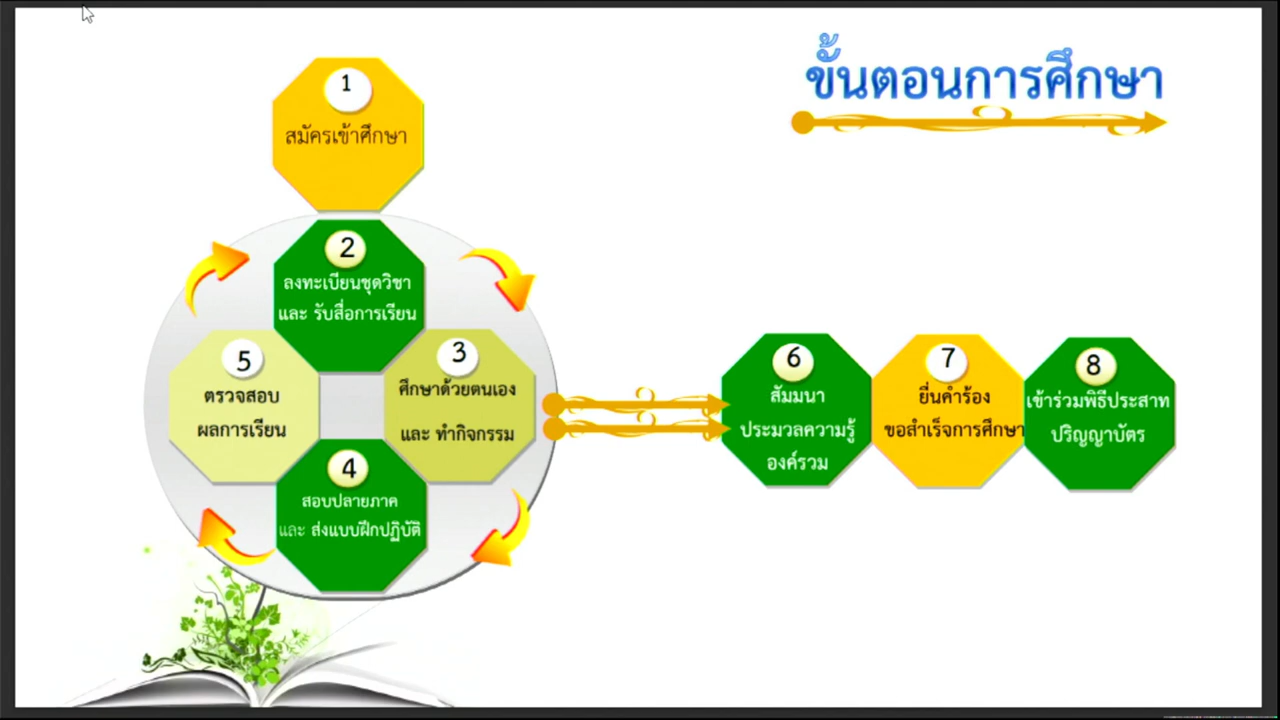 ขั้นตอนการศึกษา
1
สมัครเข้าศึกษา
2
ลงทะเบียนชุดวิชา
และ รับสื่อการเรียน
3
ศึกษาด้วยตนเอง
และ ทำกิจกรรม
4
สอบปลายภาค
และ ส่งแบบฝึกปฏิบัติ
5
ตรวจสอบ
ผลการเรียน
6
สัมมนา
ประมวลความรู้
องค์รวม
7
ยื่นคำร้อง
ขอสำเร็จการศึกษา
8
เข้าร่วมพิธีประสาท
ปริญญาบัตร